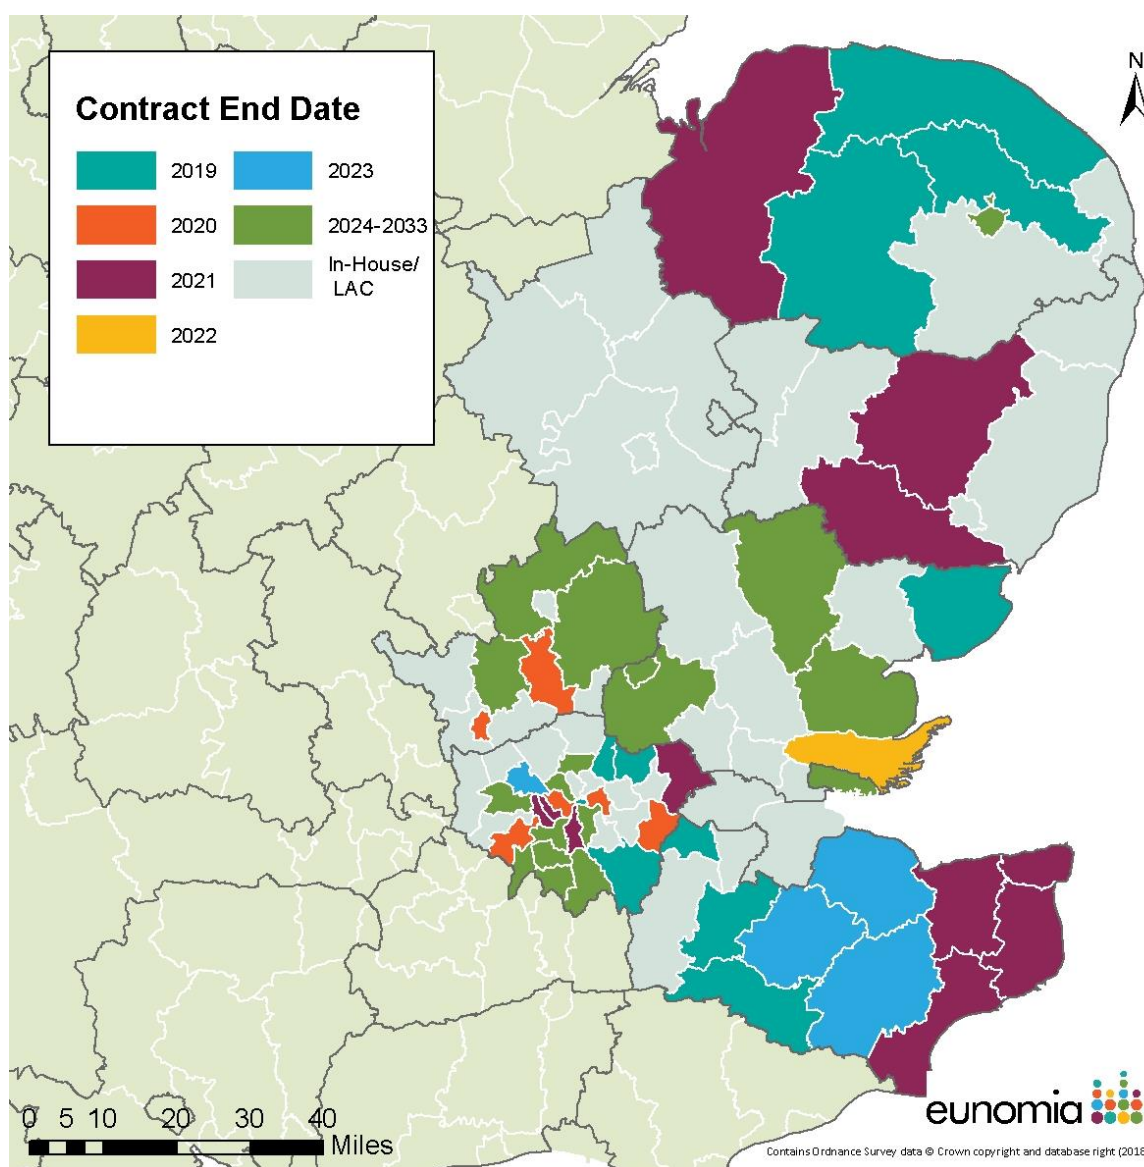 Contract End Date
2019
2023
2020
2024-2033
2021
In-House/
LAC
2022
N
0 5 10 20 30 40
Miles
eunomia
Contains Ordnance Survey data © Crown copyright and database right (2018